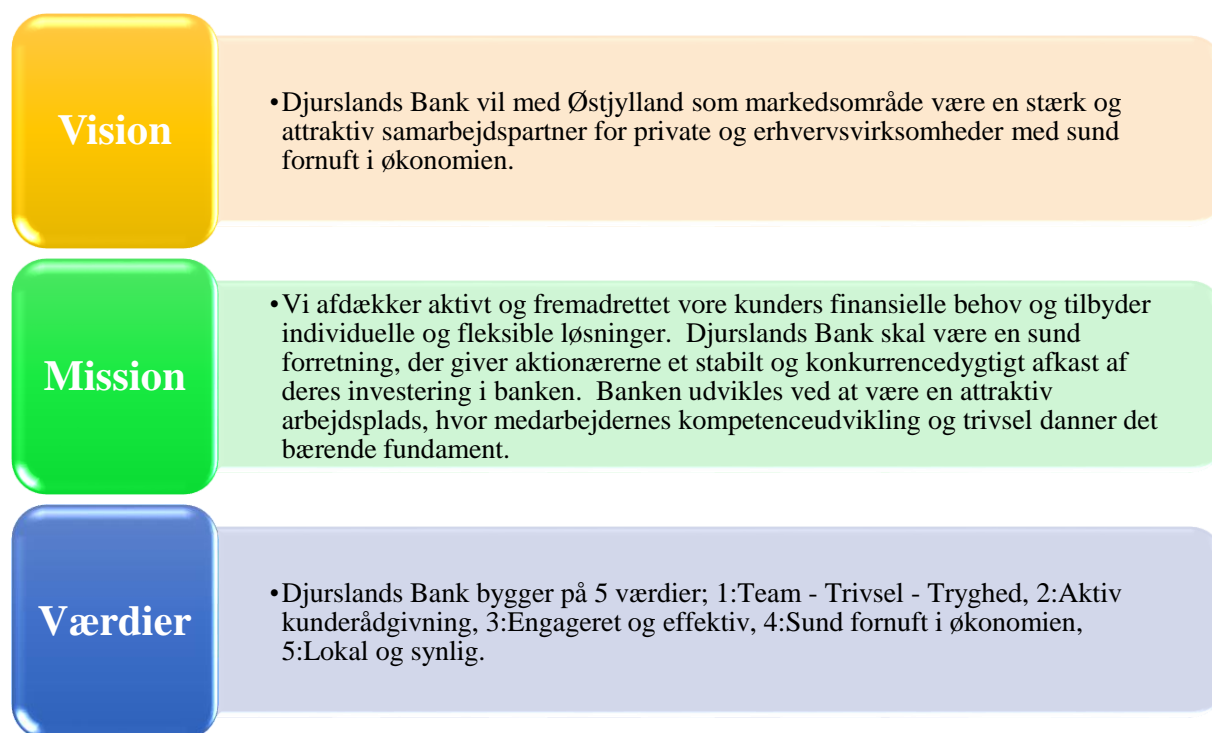 Vision
•Djurslands Bank vil med Østjylland som markedsområde være en stærk og
attraktiv samarbejdspartner for private og erhvervsvirksomheder med sund
fornuft i økonomien.
Mission
•Vi afdækker aktivt og fremadrettet vore kunders finansielle behov og tilbyder
individuelle og fleksible løsninger.  Djurslands Bank skal være en sund
forretning, der giver aktionærerne et stabilt og konkurrencedygtigt afkast af
deres investering i banken.  Banken udvikles ved at være en attraktiv
arbejdsplads, hvor medarbejdernes kompetenceudvikling og trivsel danner det
bærende fundament.
Værdier
•Djurslands Bank bygger på 5 værdier; 1:Team - Trivsel - Tryghed, 2:Aktiv
kunderådgivning, 3:Engageret og effektiv, 4:Sund fornuft i økonomien,
5:Lokal og synlig.